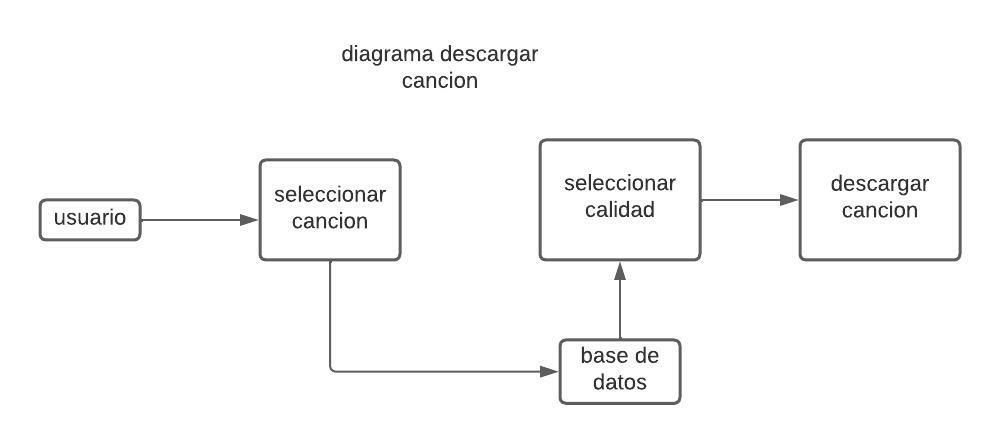 diagrama descargar
cancion
usuario
seleccionar
cancion
base de
datos
seleccionar
calidad
descargar
cancion